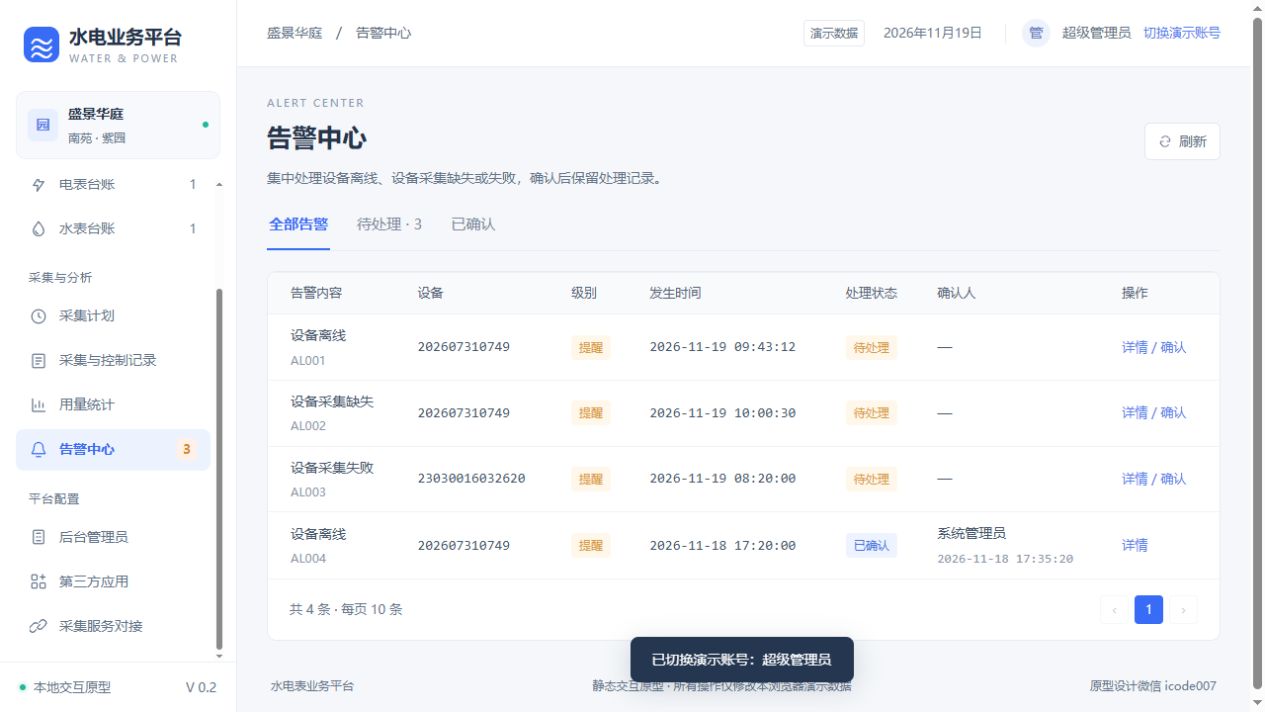 水电业务平台
WATER & POWER
园
盛景华庭
南苑 · 紫园
电表台账 1
水表台账 1
采集与分析
采集计划
采集与控制记录
用量统计
告警中心 3
平台配置
后台管理员
第三方应用
采集服务对接
本地交互原型 V 0.2
盛景华庭 / 告警中心
演示数据 2026年11月19日 管 超级管理员 切换演示账号
ALERT CENTER
告警中心
刷新
集中处理设备离线、设备采集缺失或失败，确认后保留处理记录。
全部告警 待处理 · 3 已确认
告警内容 设备 级别 发生时间 处理状态 确认人 操作
设备离线
AL001
202607310749 提醒 2026-11-19 09:43:12 待处理 — 详情 / 确认
设备采集缺失
AL002
202607310749 提醒 2026-11-19 10:00:30 待处理 — 详情 / 确认
设备采集失败
AL003
23030016032620 提醒 2026-11-19 08:20:00 待处理 — 详情 / 确认
设备离线
AL004
202607310749 提醒 2026-11-18 17:20:00 已确认
系统管理员
2026-11-18 17:35:20
详情
共 4 条 · 每页 10 条 ‹ 1 ›
已切换演示账号：超级管理员
水电表业务平台 静态交互原型 · 所有操作仅修改本浏览器演示数据 原型设计微信 icode007